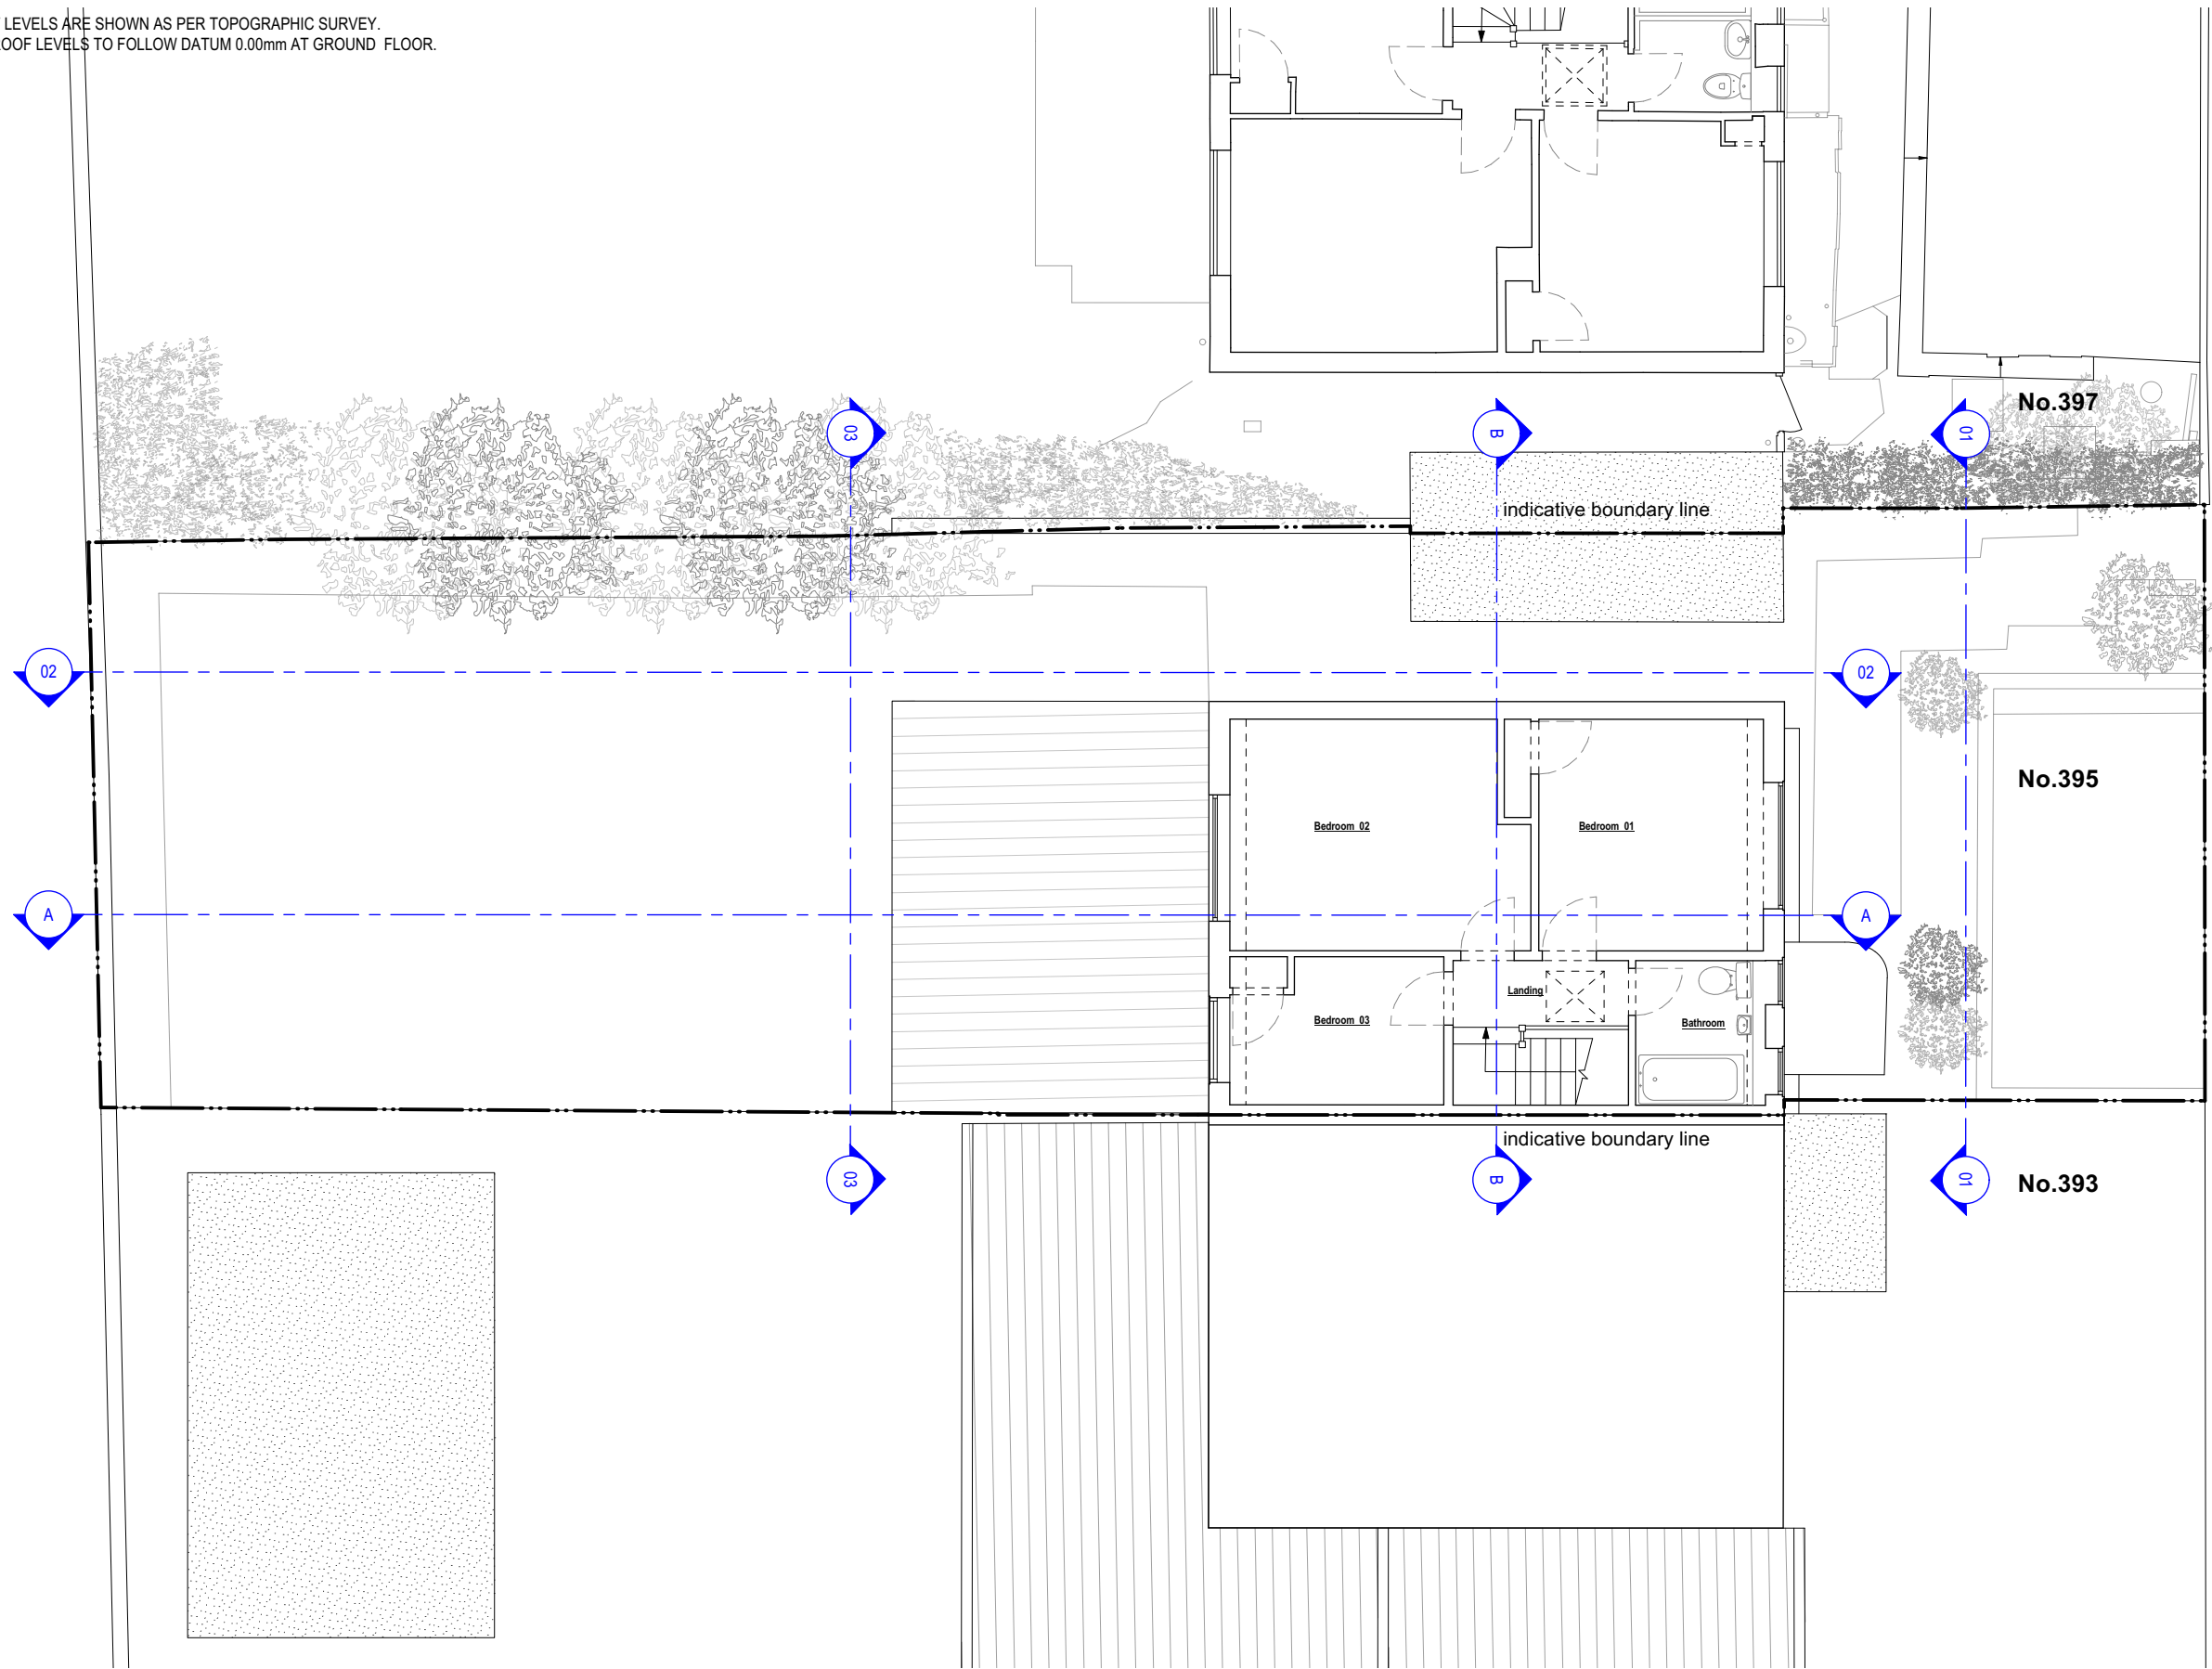 LEVELS ARE SHOWN AS PER TOPOGRAPHIC SURVEY.
LEVELS TO FOLLOW DATUM 0.00mm AT GROUND FLOOR.
No.397
03
B
01
indicative boundary line
02
02
No.395
Bedroom 02
Bedroom 01
A
A
Landing
Bedroom 03
Bathroom
indicative boundary line
03
B
01
No.393